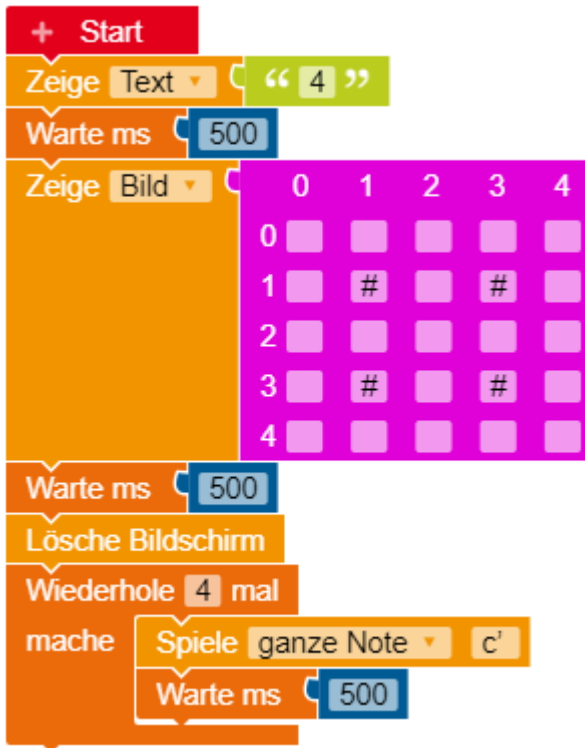 + Start
Zeige Text ▾ “ 4 ”
Warte ms 500
Zeige Bild ▾ 0 1 2 3 4
0
1 # #
2
3 # #
4
Warte ms 500
Lösche Bildschirm
Wiederhole 4 mal
mache Spiele ganze Note ▾ c'
Warte ms 500